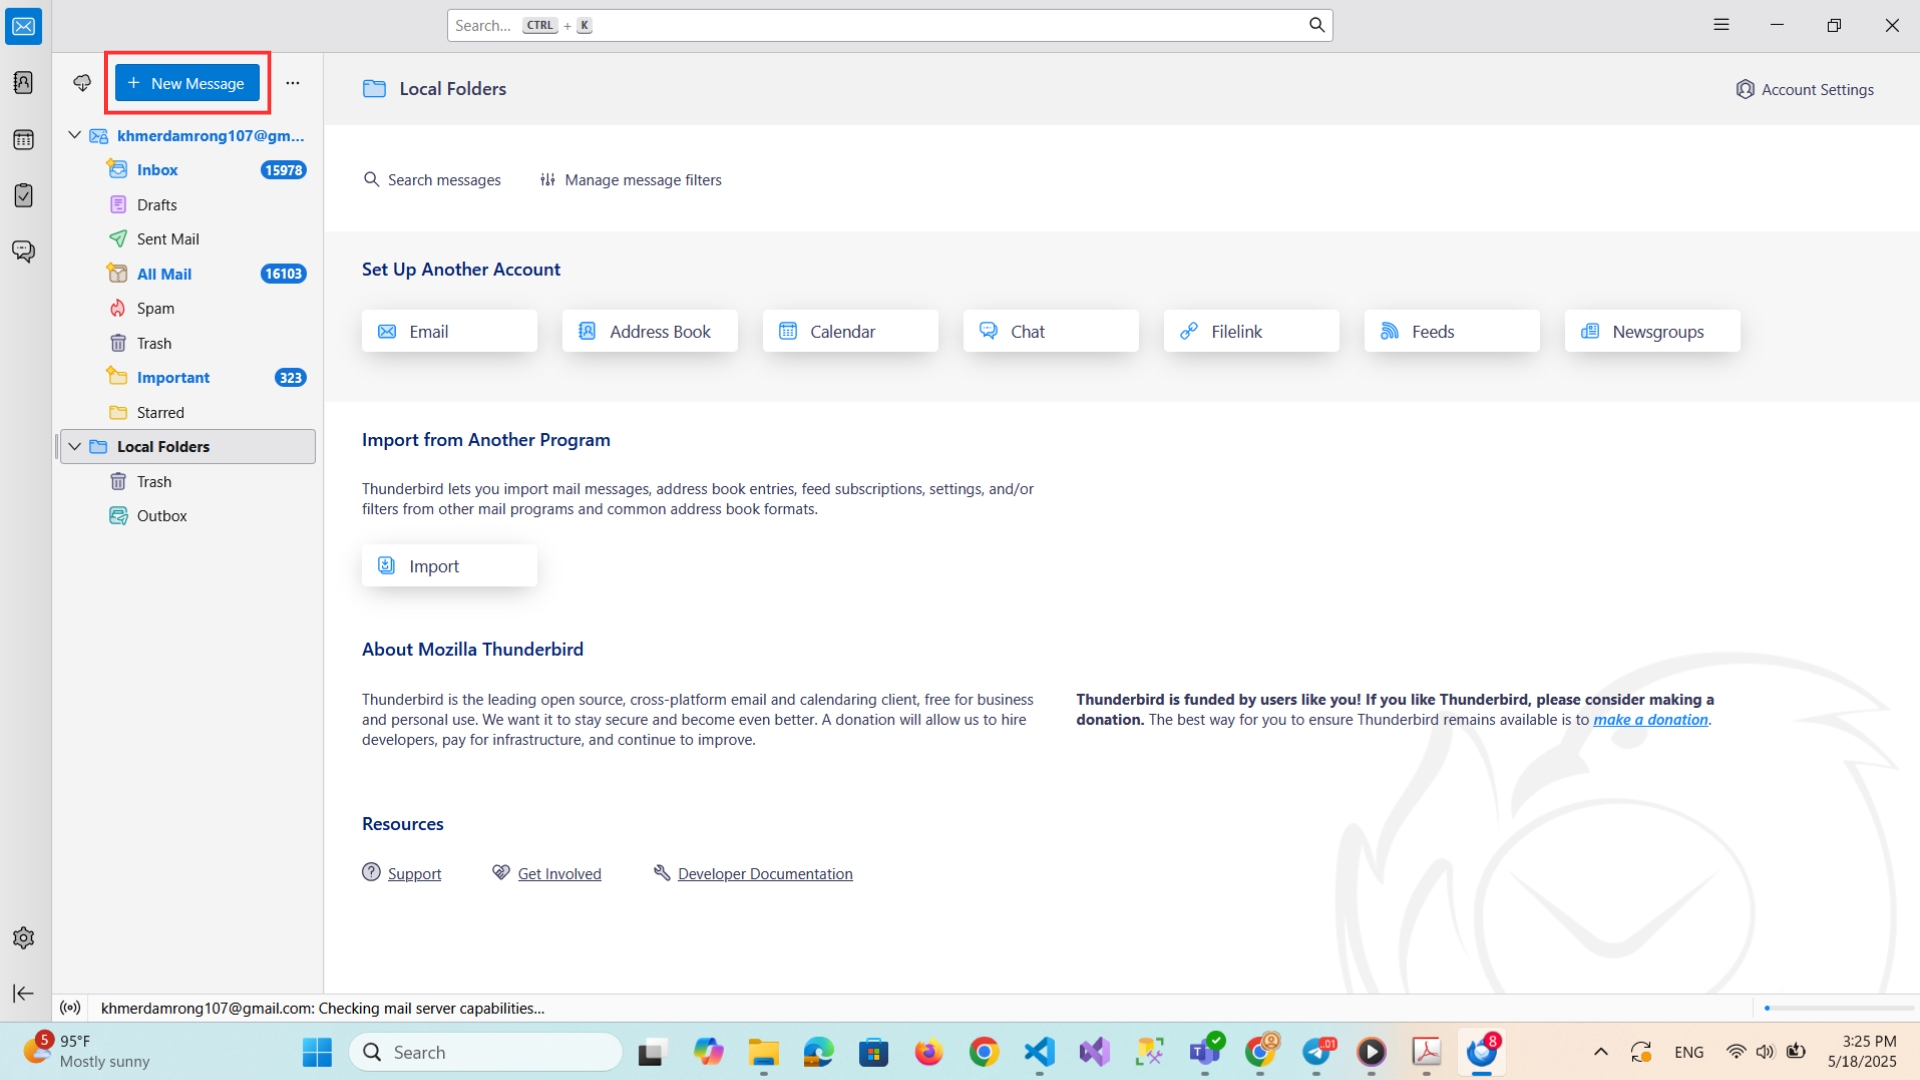 Search... CTRL + K
+ New Message ...
khmerdamrong107@gm...
Inbox 15978
Drafts
Sent Mail
All Mail 16103
Spam
Trash
Important 323
Starred
Local Folders
Trash
Outbox
Local Folders
Account Settings
Search messages Manage message filters
Set Up Another Account
Email Address Book Calendar Chat Filelink Feeds Newsgroups
Import from Another Program
Thunderbird lets you import mail messages, address book entries, feed subscriptions, settings, and/or
filters from other mail programs and common address book formats.
Import
About Mozilla Thunderbird
Thunderbird is the leading open source, cross-platform email and calendaring client, free for business
and personal use. We want it to stay secure and become even better. A donation will allow us to hire
developers, pay for infrastructure, and continue to improve.
Thunderbird is funded by users like you! If you like Thunderbird, please consider making a
donation. The best way for you to ensure Thunderbird remains available is to make a donation.
Resources
Support Get Involved Developer Documentation
khmerdamrong107@gmail.com: Checking mail server capabilities...
5 95°F
Mostly sunny
Search
.01
8
ENG
3:25 PM
5/18/2025